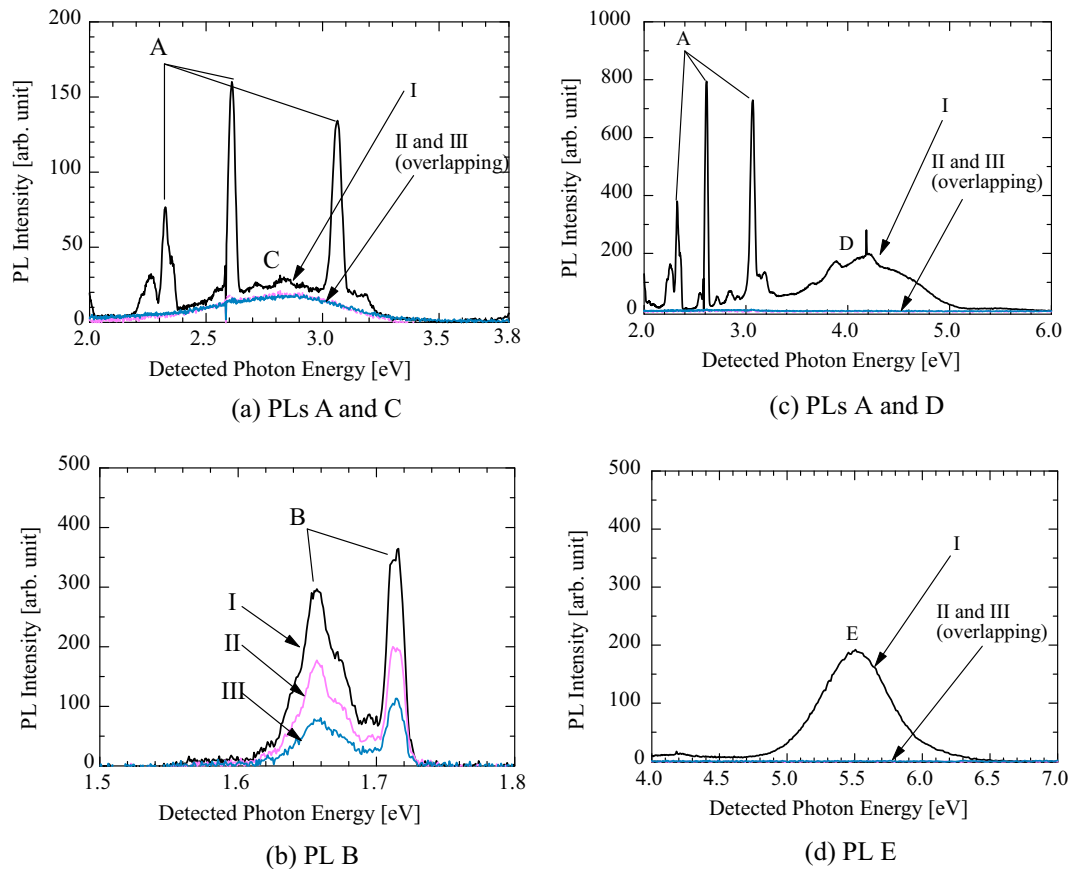 200
150
100
50
0
2.0
2.5
3.0
3.5
3.8
PL Intensity [arb. unit]
Detected Photon Energy [eV]
A
I
II and III
(overlapping)
C
(a) PLs A and C
1000
800
600
400
200
0
2.0
3.0
4.0
5.0
6.0
PL Intensity [arb. unit]
Detected Photon Energy [eV]
A
I
II and III
(overlapping)
D
(c) PLs A and D
500
400
300
200
100
0
1.5
1.6
1.7
1.8
PL Intensity [arb. unit]
Detected Photon Energy [eV]
B
I
II
III
(b) PL B
500
400
300
200
100
0
4.0
5.0
5.5
6.0
7.0
PL Intensity [arb. unit]
Detected Photon Energy [eV]
I
II and III
(overlapping)
E
(d) PL E